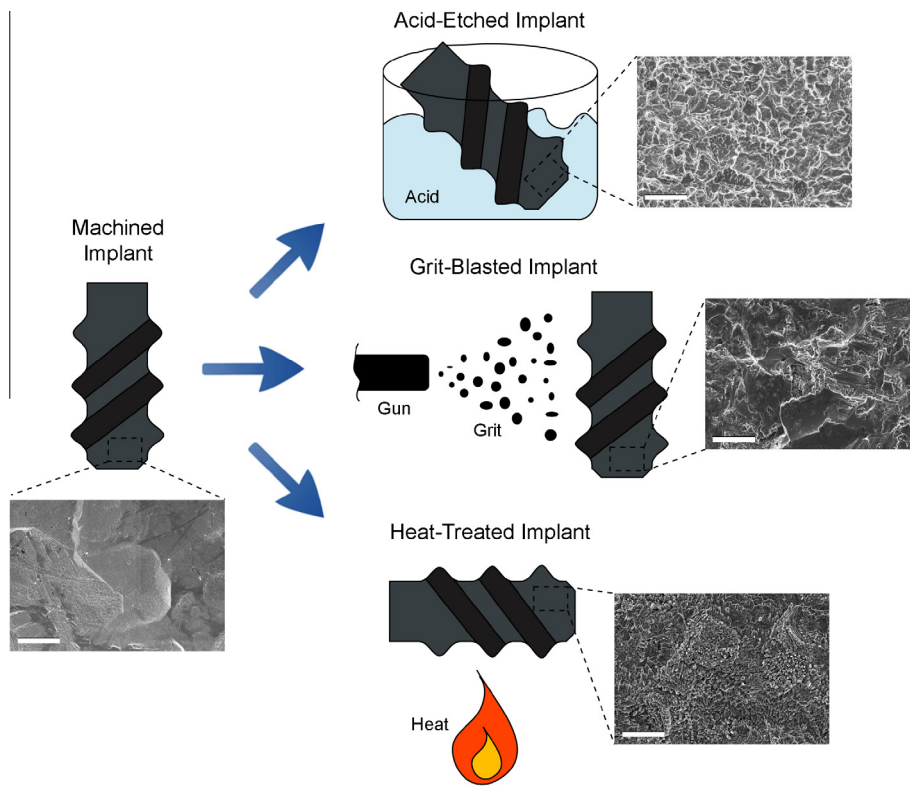 Acid-Etched Implant
Acid
Machined
Implant
Grit-Blasted Implant
Gun
Grit
Heat-Treated Implant
Heat